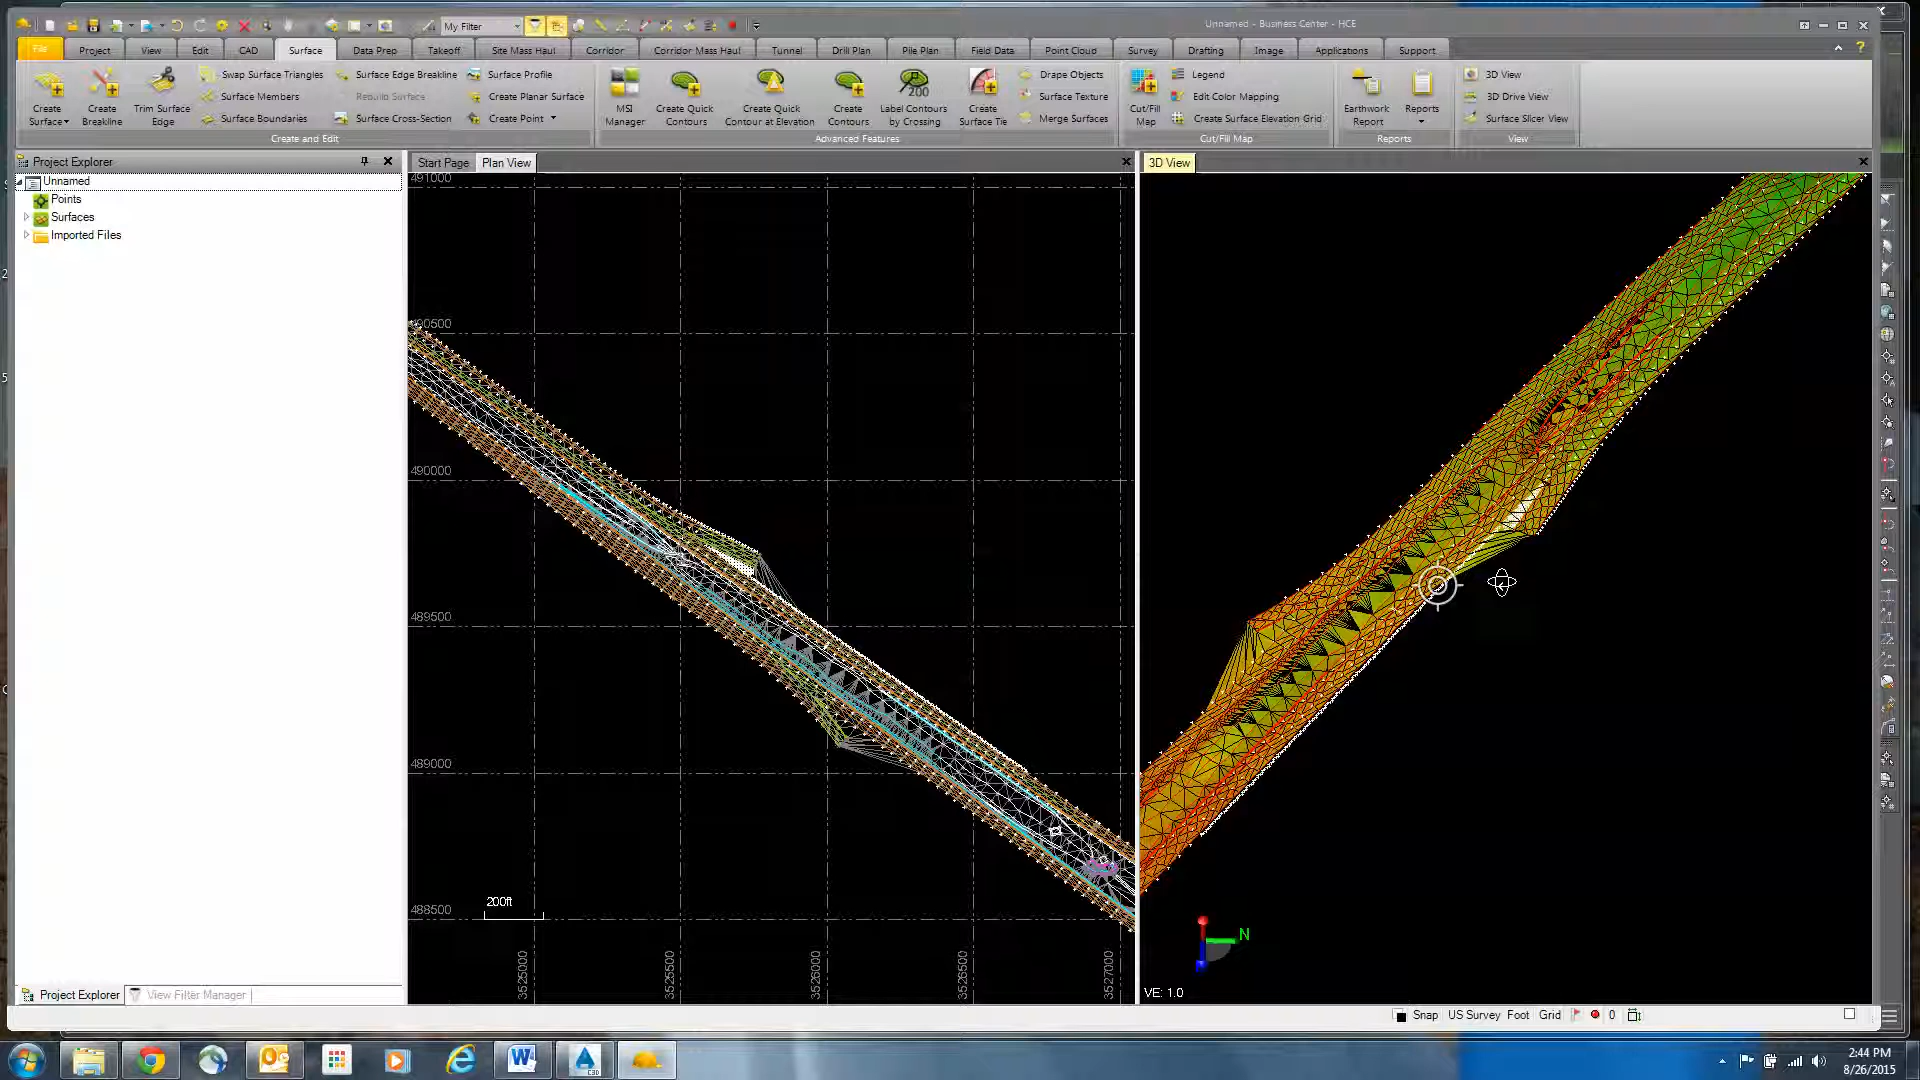 My Filter
Unnamed - Business Center - HCE
File Project View Edit CAD Surface Data Prep Takeoff Site Mass Haul Corridor Corridor Mass Haul Tunnel Drill Plan Pile Plan Field Data Point Cloud Survey Drafting Image Applications Support
Create Surface
Create Breakline
Trim Surface Edge
Swap Surface Triangles
Surface Members
Surface Boundaries
Surface Edge Breakline
Rebuild Surface
Surface Cross-Section
Surface Profile
Create Planar Surface
Create Point
Create and Edit
MSI Manager
Create Quick Contours
Create Quick Contour at Elevation
Create Contours
200
Label Contours by Crossing
Create Surface Tie
Drape Objects
Surface Texture
Merge Surfaces
Advanced Features
Cut/Fill Map
Legend
Edit Color Mapping
Create Surface Elevation Grid
Cut/Fill Map
Earthwork Report
Reports
Reports
3D View
3D Drive View
Surface Slicer View
View
Project Explorer
Unnamed
Points
Surfaces
Imported Files
Project Explorer View Filter Manager
Start Page Plan View
491000
490500
490000
489500
489000
488500
200ft
3525000
3525500
3526000
3526500
3527000
3D View
N
VE: 1.0
Snap US Survey Foot Grid 0
2:44 PM
8/26/2015